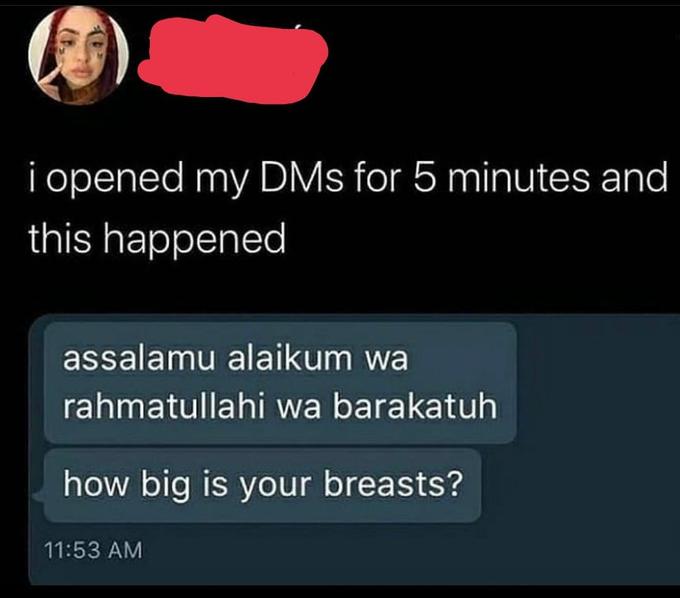 i opened my DMs for 5 minutes and
this happened
assalamu alaikum wa
rahmatullahi wa barakatuh
how big is your breasts?
11:53 AM